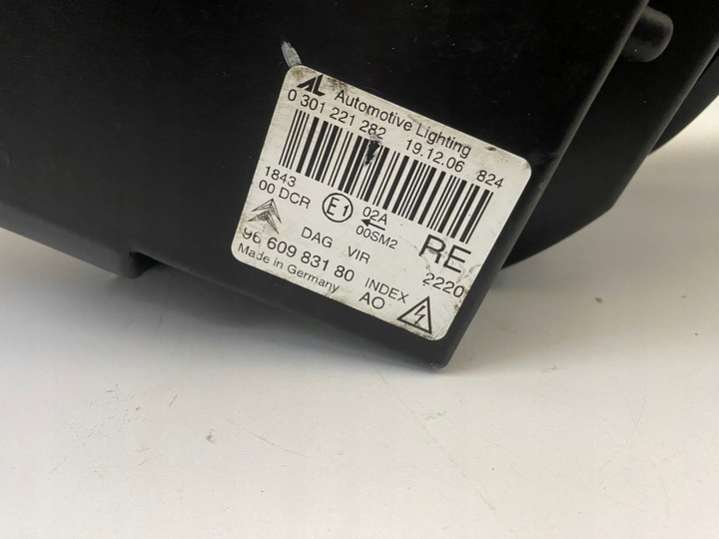 AL Automotive Lighting
0 301 221 282 19.12.06 824
1843
00 DCR E1 02A
00SM2
RE
DAG VIR
2220
96 609 831 80 INDEX
Made in Germany AO